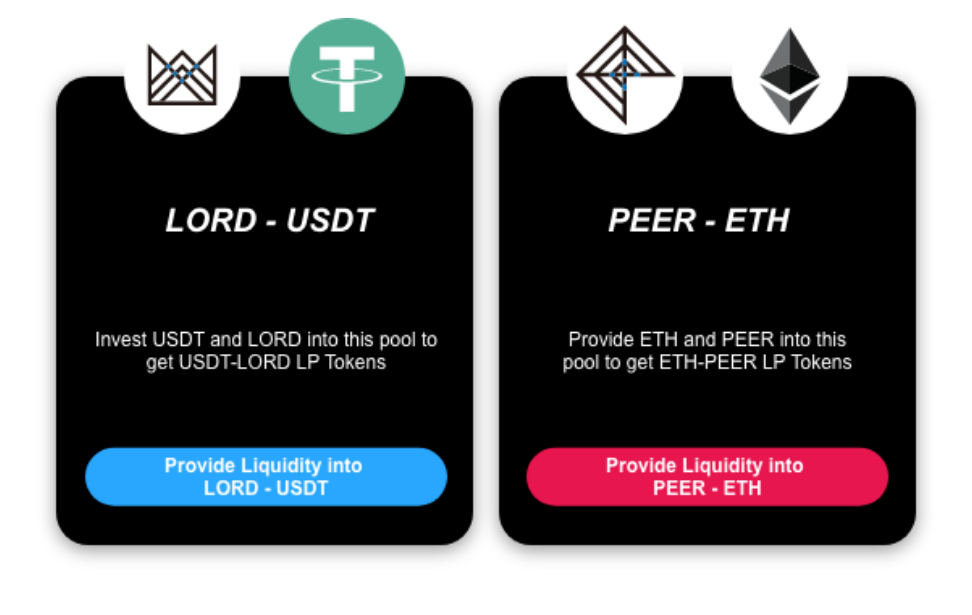 LORD - USDT
Invest USDT and LORD into this pool to
get USDT-LORD LP Tokens
Provide Liquidity into
LORD - USDT
PEER - ETH
Provide ETH and PEER into this
pool to get ETH-PEER LP Tokens
Provide Liquidity into
PEER - ETH